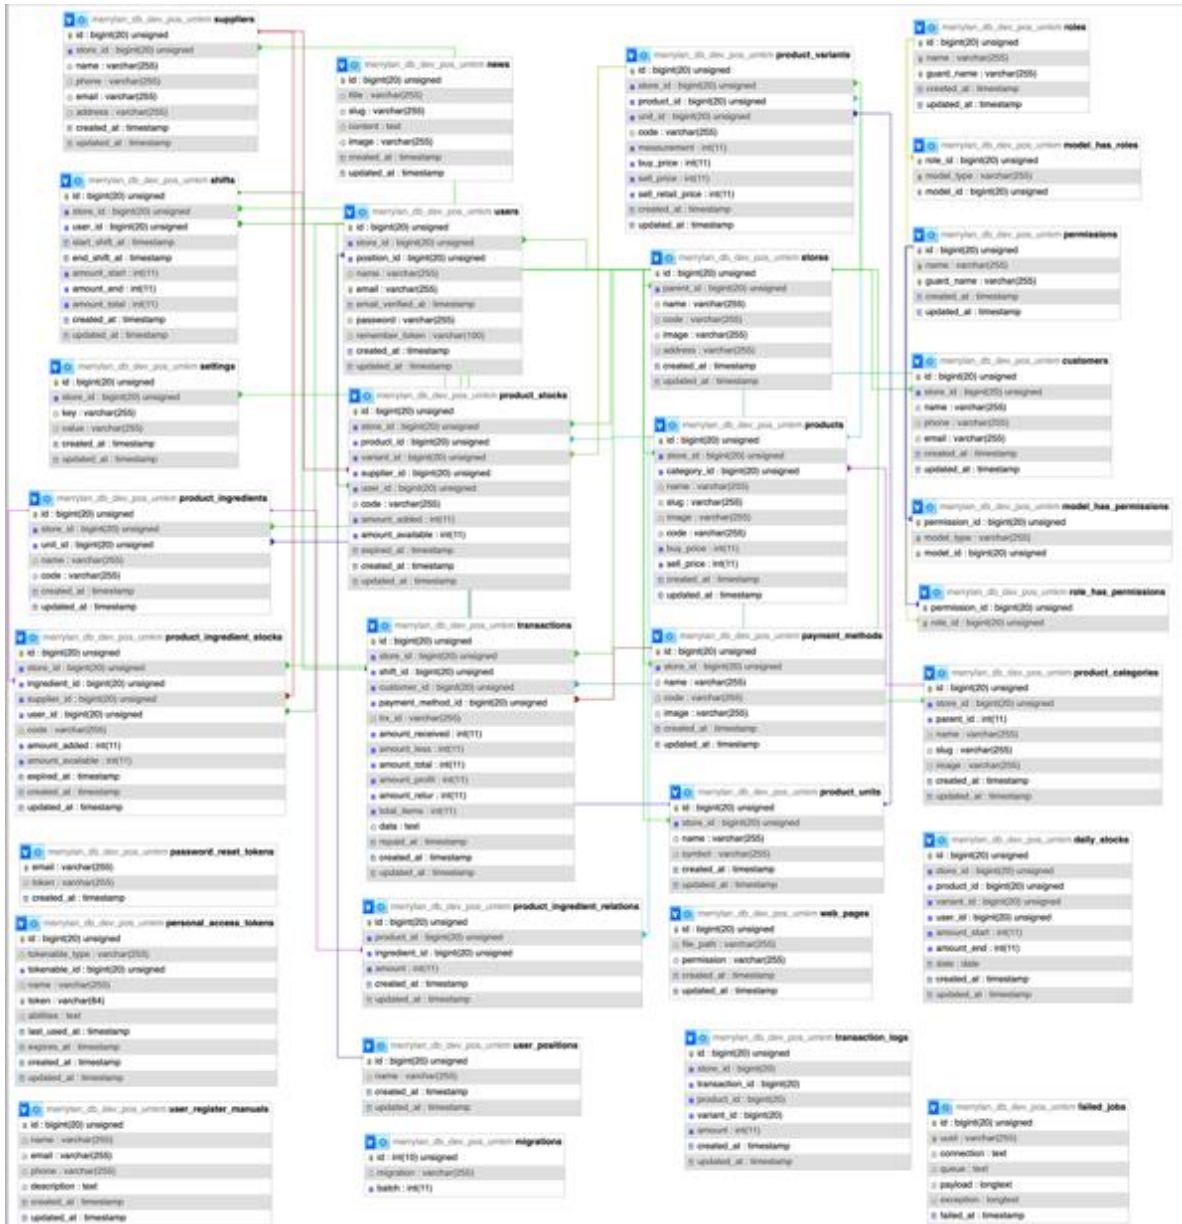 merrylan_db_dev_pos_umkm suppliers
id : bigint(20) unsigned
store_id : bigint(20) unsigned
name : varchar(255)
phone : varchar(255)
email : varchar(255)
address : varchar(255)
created_at : timestamp
updated_at : timestamp
merrylan_db_dev_pos_umkm shifts
id : bigint(20) unsigned
store_id : bigint(20) unsigned
user_id : bigint(20) unsigned
start_shift_at : timestamp
end_shift_at : timestamp
amount_start : int(11)
amount_end : int(11)
amount_total : int(11)
created_at : timestamp
updated_at : timestamp
merrylan_db_dev_pos_umkm settings
id : bigint(20) unsigned
store_id : bigint(20) unsigned
key : varchar(255)
value : varchar(255)
created_at : timestamp
updated_at : timestamp
merrylan_db_dev_pos_umkm product_ingredients
id : bigint(20) unsigned
store_id : bigint(20) unsigned
unit_id : bigint(20) unsigned
name : varchar(255)
code : varchar(255)
created_at : timestamp
updated_at : timestamp
merrylan_db_dev_pos_umkm product_ingredient_stocks
id : bigint(20) unsigned
store_id : bigint(20) unsigned
ingredient_id : bigint(20) unsigned
supplier_id : bigint(20) unsigned
user_id : bigint(20) unsigned
code : varchar(255)
amount_added : int(11)
amount_available : int(11)
expired_at : timestamp
created_at : timestamp
updated_at : timestamp
merrylan_db_dev_pos_umkm password_reset_tokens
email : varchar(255)
token : varchar(255)
created_at : timestamp
merrylan_db_dev_pos_umkm personal_access_tokens
id : bigint(20) unsigned
tokenable_type : varchar(255)
tokenable_id : bigint(20) unsigned
name : varchar(255)
token : varchar(64)
abilities : text
last_used_at : timestamp
expires_at : timestamp
created_at : timestamp
updated_at : timestamp
merrylan_db_dev_pos_umkm user_register_manuals
id : bigint(20) unsigned
name : varchar(255)
email : varchar(255)
phone : varchar(255)
description : text
created_at : timestamp
updated_at : timestamp
merrylan_db_dev_pos_umkm news
id : bigint(20) unsigned
title : varchar(255)
slug : varchar(255)
content : text
image : varchar(255)
created_at : timestamp
updated_at : timestamp
merrylan_db_dev_pos_umkm users
id : bigint(20) unsigned
store_id : bigint(20) unsigned
position_id : bigint(20) unsigned
name : varchar(255)
email : varchar(255)
email_verified_at : timestamp
password : varchar(255)
remember_token : varchar(100)
created_at : timestamp
updated_at : timestamp
merrylan_db_dev_pos_umkm product_stocks
id : bigint(20) unsigned
store_id : bigint(20) unsigned
product_id : bigint(20) unsigned
variant_id : bigint(20) unsigned
supplier_id : bigint(20) unsigned
user_id : bigint(20) unsigned
code : varchar(255)
amount_added : int(11)
amount_available : int(11)
expired_at : timestamp
created_at : timestamp
updated_at : timestamp
merrylan_db_dev_pos_umkm transactions
id : bigint(20) unsigned
store_id : bigint(20) unsigned
shift_id : bigint(20) unsigned
customer_id : bigint(20) unsigned
payment_method_id : bigint(20) unsigned
trx_id : varchar(255)
amount_received : int(11)
amount_less : int(11)
amount_total : int(11)
amount_profit : int(11)
amount_retur : int(11)
total_items : int(11)
data : text
repaid_at : timestamp
created_at : timestamp
updated_at : timestamp
merrylan_db_dev_pos_umkm product_ingredient_relations
id : bigint(20) unsigned
product_id : bigint(20) unsigned
ingredient_id : bigint(20) unsigned
amount : int(11)
created_at : timestamp
updated_at : timestamp
merrylan_db_dev_pos_umkm user_positions
id : bigint(20) unsigned
name : varchar(255)
created_at : timestamp
updated_at : timestamp
merrylan_db_dev_pos_umkm migrations
id : int(10) unsigned
migration : varchar(255)
batch : int(11)
merrylan_db_dev_pos_umkm product_variants
id : bigint(20) unsigned
store_id : bigint(20) unsigned
product_id : bigint(20) unsigned
unit_id : bigint(20) unsigned
code : varchar(255)
measurement : int(11)
buy_price : int(11)
sell_price : int(11)
sell_retail_price : int(11)
created_at : timestamp
updated_at : timestamp
merrylan_db_dev_pos_umkm stores
id : bigint(20) unsigned
parent_id : bigint(20) unsigned
name : varchar(255)
code : varchar(255)
image : varchar(255)
address : varchar(255)
created_at : timestamp
updated_at : timestamp
merrylan_db_dev_pos_umkm products
id : bigint(20) unsigned
store_id : bigint(20) unsigned
category_id : bigint(20) unsigned
name : varchar(255)
slug : varchar(255)
image : varchar(255)
code : varchar(255)
buy_price : int(11)
sell_price : int(11)
created_at : timestamp
updated_at : timestamp
merrylan_db_dev_pos_umkm payment_methods
id : bigint(20) unsigned
store_id : bigint(20) unsigned
name : varchar(255)
code : varchar(255)
image : varchar(255)
created_at : timestamp
updated_at : timestamp
merrylan_db_dev_pos_umkm product_units
id : bigint(20) unsigned
store_id : bigint(20) unsigned
name : varchar(255)
symbol : varchar(255)
created_at : timestamp
updated_at : timestamp
merrylan_db_dev_pos_umkm web_pages
id : bigint(20) unsigned
file_path : varchar(255)
permission : varchar(255)
created_at : timestamp
updated_at : timestamp
merrylan_db_dev_pos_umkm transaction_logs
id : bigint(20) unsigned
store_id : bigint(20)
transaction_id : bigint(20)
product_id : bigint(20)
variant_id : bigint(20)
amount : int(11)
created_at : timestamp
updated_at : timestamp
merrylan_db_dev_pos_umkm roles
id : bigint(20) unsigned
name : varchar(255)
guard_name : varchar(255)
created_at : timestamp
updated_at : timestamp
merrylan_db_dev_pos_umkm model_has_roles
role_id : bigint(20) unsigned
model_type : varchar(255)
model_id : bigint(20) unsigned
merrylan_db_dev_pos_umkm permissions
id : bigint(20) unsigned
name : varchar(255)
guard_name : varchar(255)
created_at : timestamp
updated_at : timestamp
merrylan_db_dev_pos_umkm customers
id : bigint(20) unsigned
store_id : bigint(20) unsigned
name : varchar(255)
phone : varchar(255)
email : varchar(255)
created_at : timestamp
updated_at : timestamp
merrylan_db_dev_pos_umkm model_has_permissions
permission_id : bigint(20) unsigned
model_type : varchar(255)
model_id : bigint(20) unsigned
merrylan_db_dev_pos_umkm role_has_permissions
permission_id : bigint(20) unsigned
role_id : bigint(20) unsigned
merrylan_db_dev_pos_umkm product_categories
id : bigint(20) unsigned
store_id : bigint(20) unsigned
parent_id : int(11)
name : varchar(255)
slug : varchar(255)
image : varchar(255)
created_at : timestamp
updated_at : timestamp
merrylan_db_dev_pos_umkm daily_stocks
id : bigint(20) unsigned
store_id : bigint(20) unsigned
product_id : bigint(20) unsigned
variant_id : bigint(20) unsigned
user_id : bigint(20) unsigned
amount_start : int(11)
amount_end : int(11)
date : date
created_at : timestamp
updated_at : timestamp
merrylan_db_dev_pos_umkm failed_jobs
id : bigint(20) unsigned
uuid : varchar(255)
connection : text
queue : text
payload : longtext
exception : longtext
failed_at : timestamp